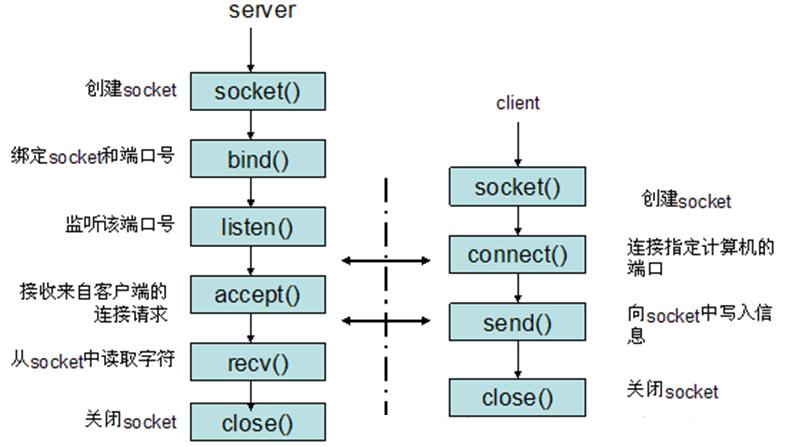 server
创建socket
socket()
绑定socket和端口号
bind()
监听该端口号
listen()
接收来自客户端的
连接请求
accept()
从socket中读取字符
recv()
关闭socket
close()
client
socket()
创建socket
connect()
连接指定计算机的
端口
send()
向socket中写入信
息
close()
关闭socket